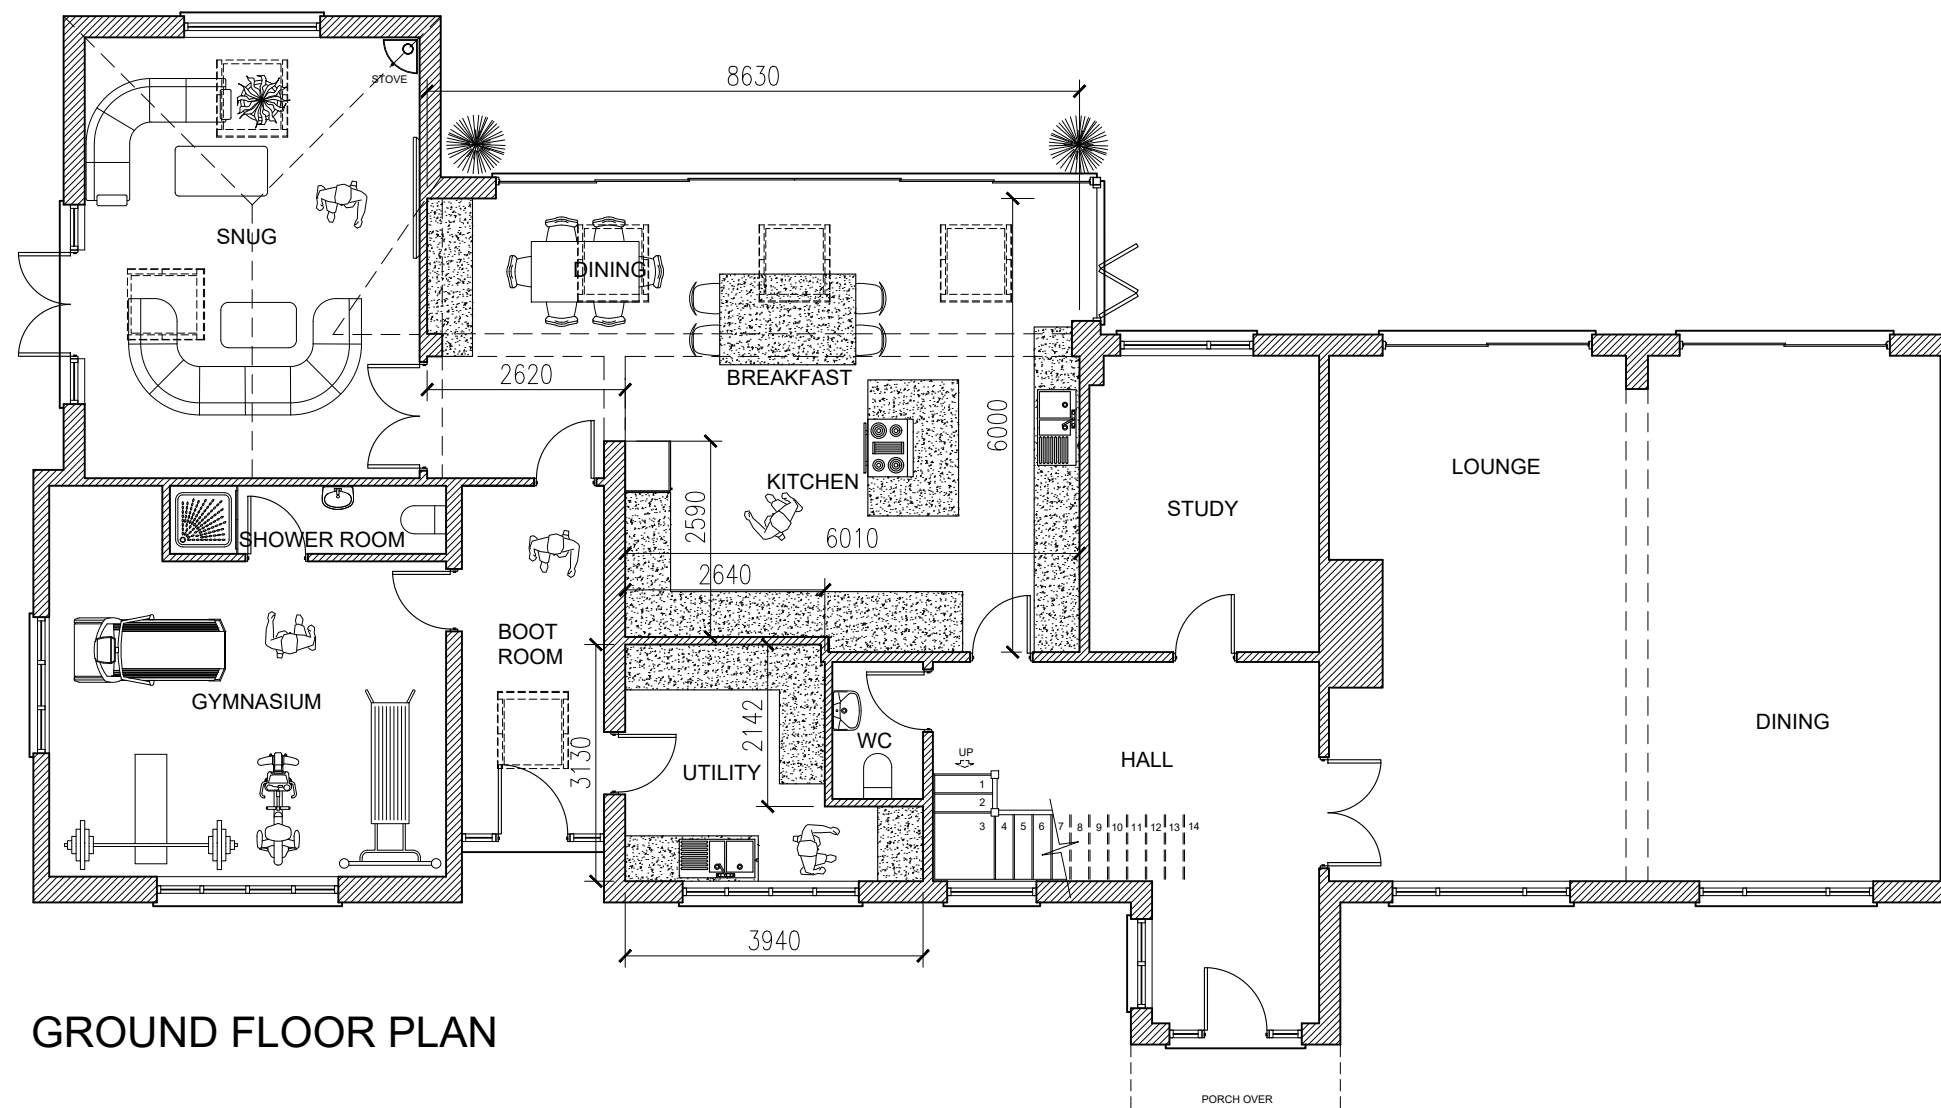 8630
STOVE
SNUG
DINING
2620
BREAKFAST
6000
LOUNGE
KITCHEN
STUDY
2590
SHOWER ROOM
6010
2640
BOOT
ROOM
GYMNASIUM
2142
3130
WC
UTILITY
UP
HALL
DINING
1
2
3 4 5 6 7 8 9 10 11 12 13 14
3940
GROUND FLOOR PLAN
PORCH OVER